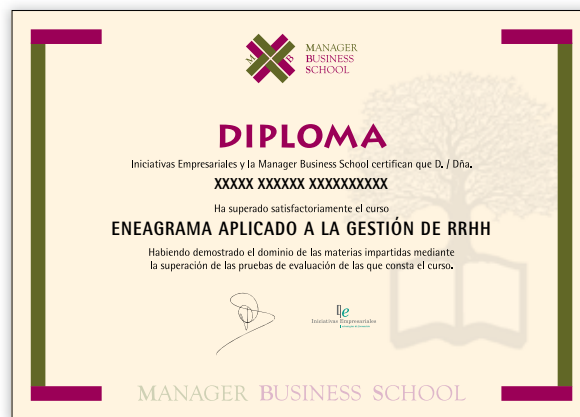 M B
MANAGER
BUSINESS
SCHOOL
DIPLOMA
Iniciativas Empresariales y la Manager Business School certifican que D. / Dña.
XXXXX XXXXXX XXXXXXXXXX
Ha superado satisfactoriamente el curso
ENEAGRAMA APLICADO A LA GESTIÓN DE RRHH
Habiendo demostrado el dominio de las materias impartidas mediante
la superación de las pruebas de evaluación de las que consta el curso.
Iniciativas Empresariales
MANAGER BUSINESS SCHOOL